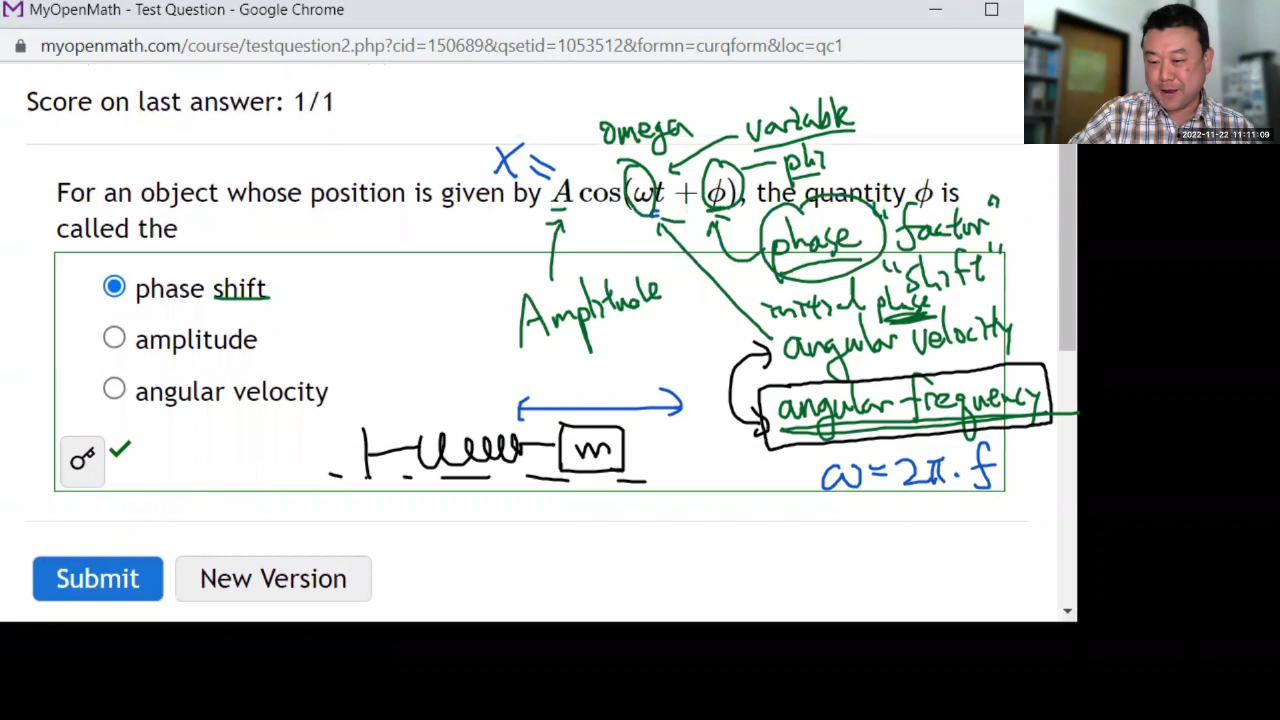 MyOpenMath - Test Question - Google Chrome
myopenmath.com/course/testquestion2.php?cid=150689&qsetid=1053512&formn=curqform&loc=qc1
2022-11-22 11:11:09
Score on last answer: 1/1
omega
variable
phi
X =
For an object whose position is given by A cos(ωt + ϕ), the quantity ϕ is
called the
phase "factor"
"shift"
initial phase
Amplitude
angular velocity
angular frequency
ω = 2π · f
m
phase shift
amplitude
angular velocity
Submit
New Version